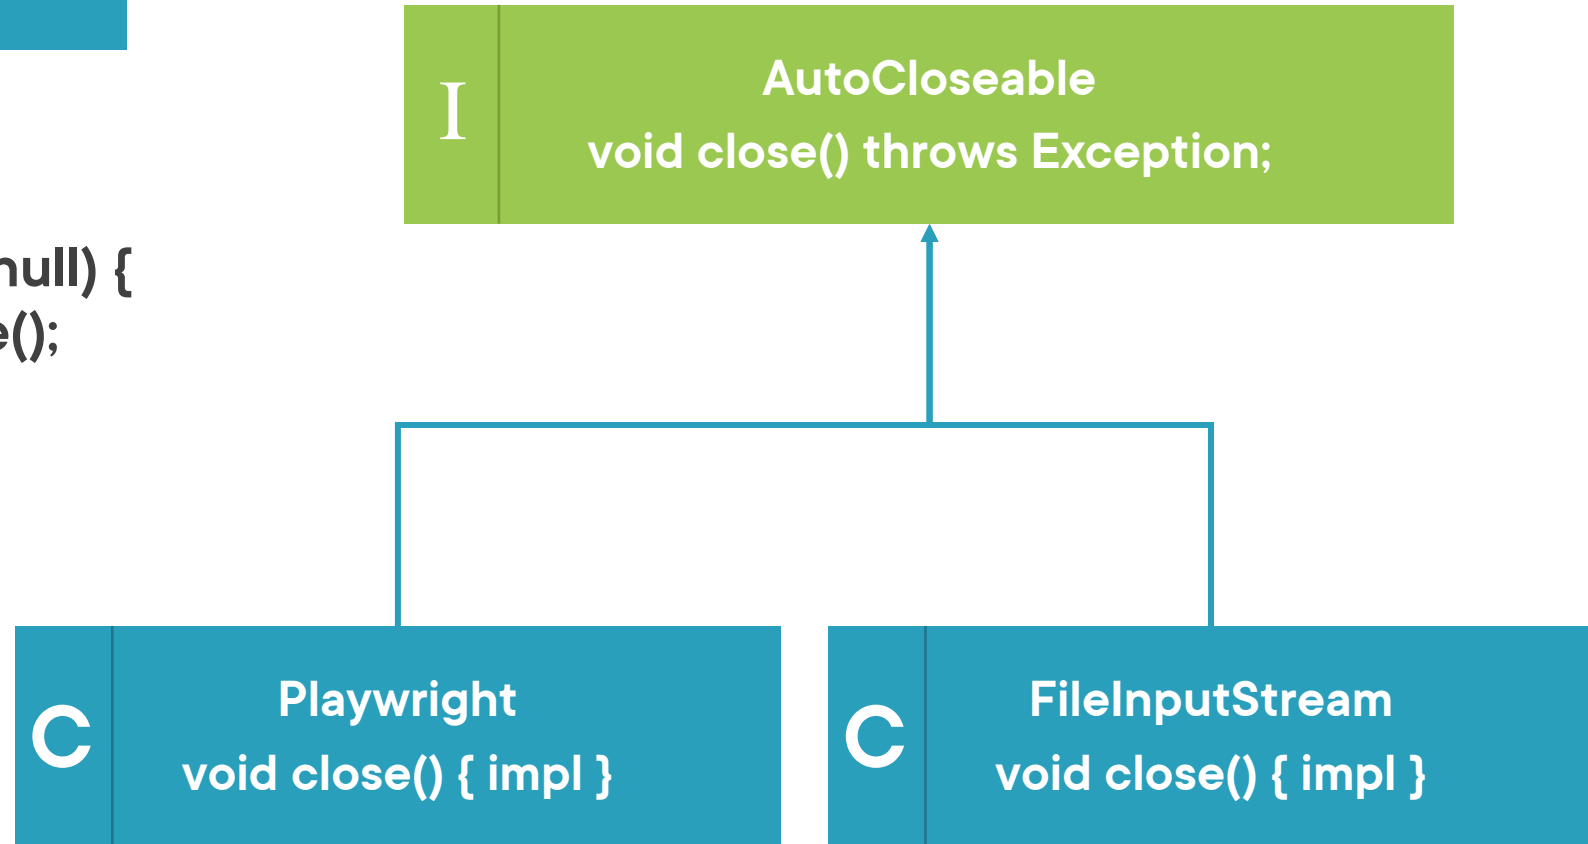 I
AutoCloseable
void close() throws Exception;
null) {
e();
C
Playwright
void close() { impl }
C
FileInputStream
void close() { impl }